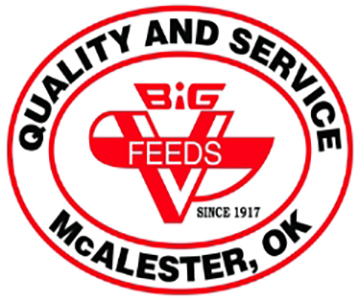 QUALITY AND SERVICE
BiG
V
FEEDS
SINCE 1917
McALESTER, OK